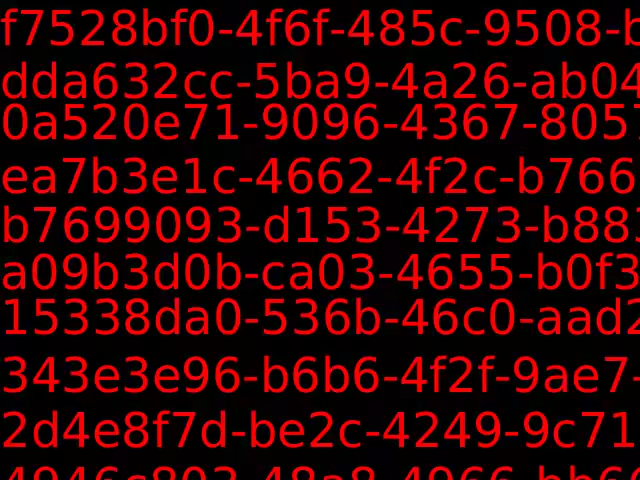 f7528bf0-4f6f-485c-9508-b
dda632cc-5ba9-4a26-ab04
0a520e71-9096-4367-805
ea7b3e1c-4662-4f2c-b766
b7699093-d153-4273-b88
a09b3d0b-ca03-4655-b0f3
15338da0-536b-46c0-aad2
343e3e96-b6b6-4f2f-9ae7-
2d4e8f7d-be2c-4249-9c71